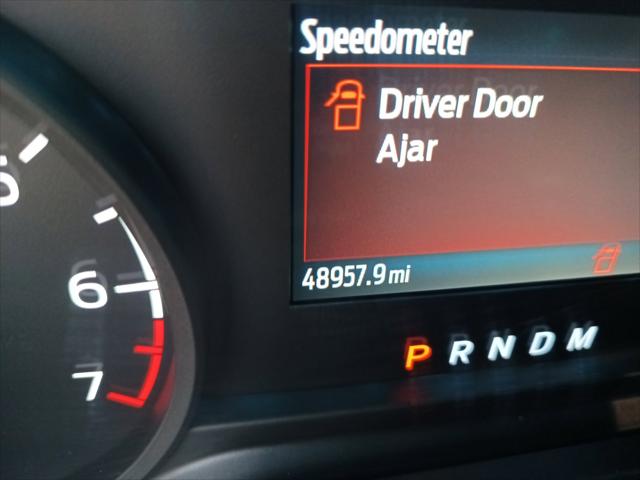 Speedometer
Driver Door
Ajar
48957.9 mi
P R N D M
5
6
7